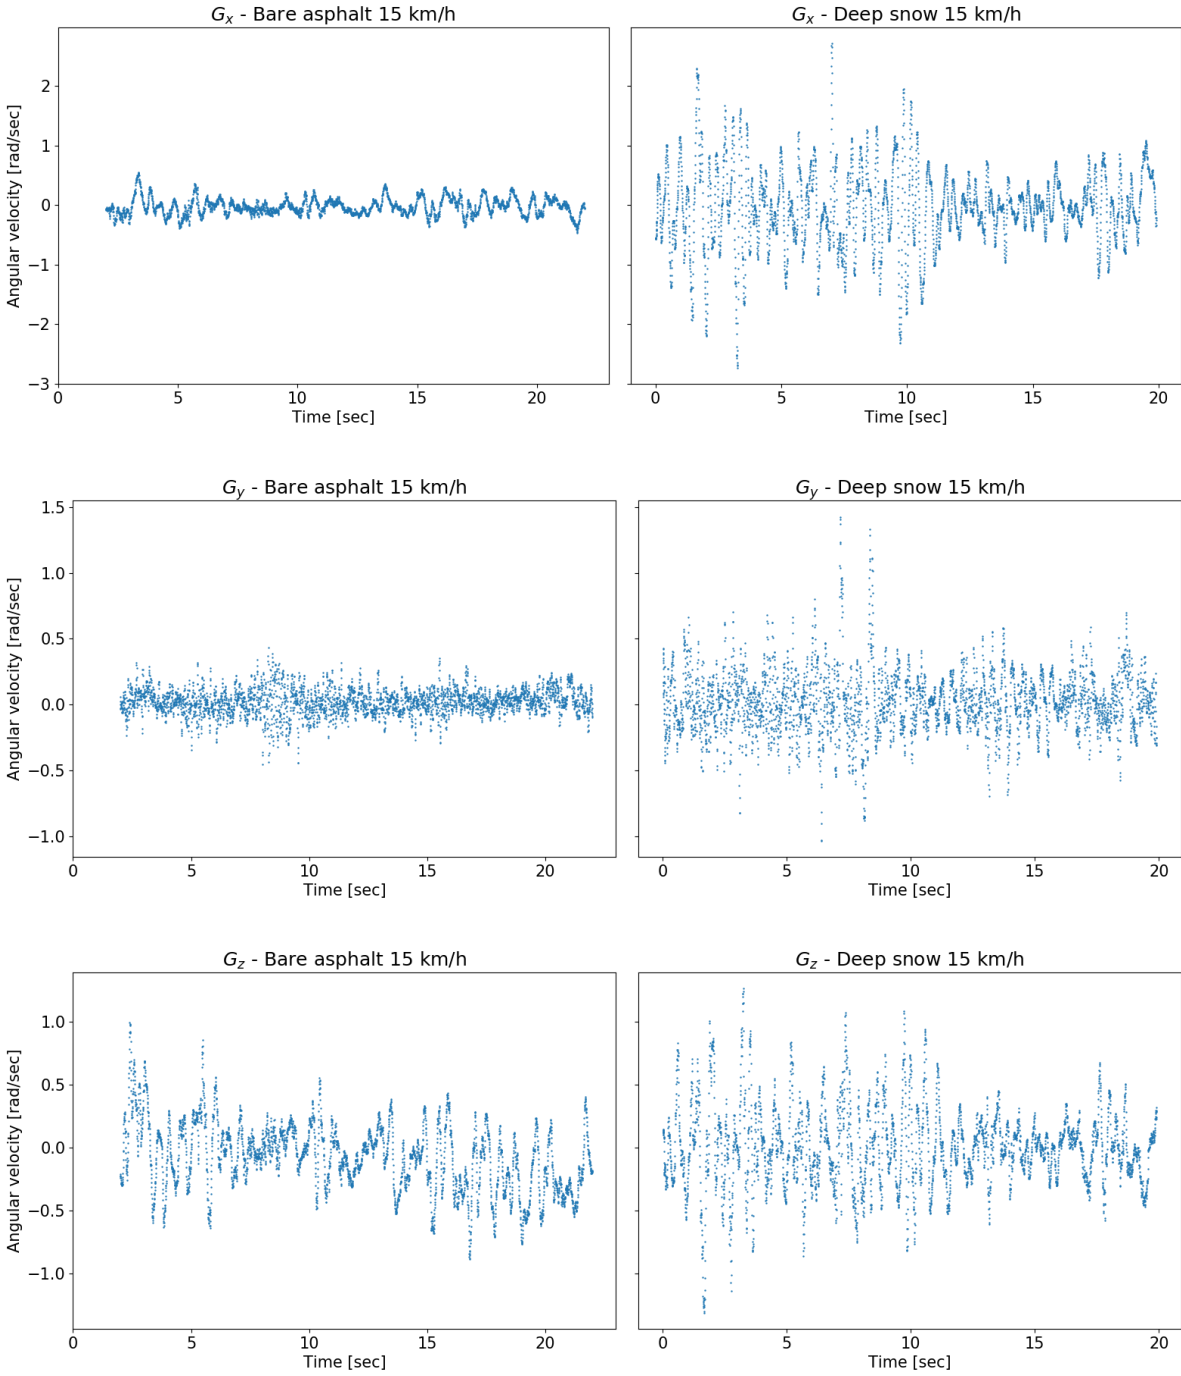 G_x - Bare asphalt 15 km/h
G_x - Deep snow 15 km/h
Angular velocity [rad/sec]
2
1
0
−1
−2
−3
0 5 10 15 20
0 5 10 15 20
Time [sec]
Time [sec]
G_y - Bare asphalt 15 km/h
G_y - Deep snow 15 km/h
Angular velocity [rad/sec]
1.5
1.0
0.5
0.0
−0.5
−1.0
0 5 10 15 20
0 5 10 15 20
Time [sec]
Time [sec]
G_z - Bare asphalt 15 km/h
G_z - Deep snow 15 km/h
Angular velocity [rad/sec]
1.0
0.5
0.0
−0.5
−1.0
0 5 10 15 20
0 5 10 15 20
Time [sec]
Time [sec]